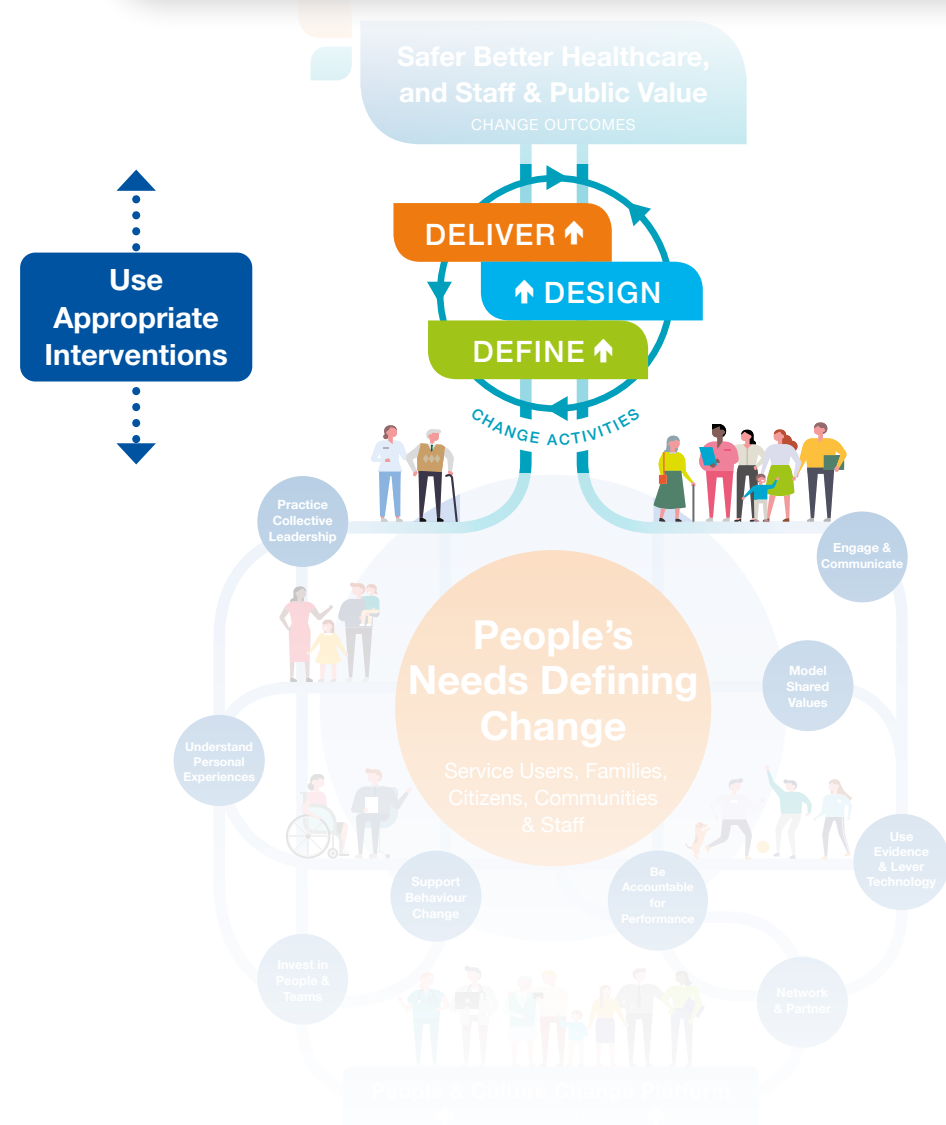 Safer Better Healthcare,
and Staff & Public Value
CHANGE OUTCOMES
DELIVER
DESIGN
DEFINE
CHANGE ACTIVITIES
Use
Appropriate
Interventions
Practice
Collective
Leadership
Engage &
Communicate
People's
Needs Defining
Change
Service Users, Families,
Citizens, Communities
& Staff
Model
Shared
Values
Understand
Personal
Experiences
Use
Evidence
& Lever
Technology
Support
Behaviour
Change
Be
Accountable
for
Performance
Invest in
People &
Teams
Network
& Partner
People & Culture Change Platform